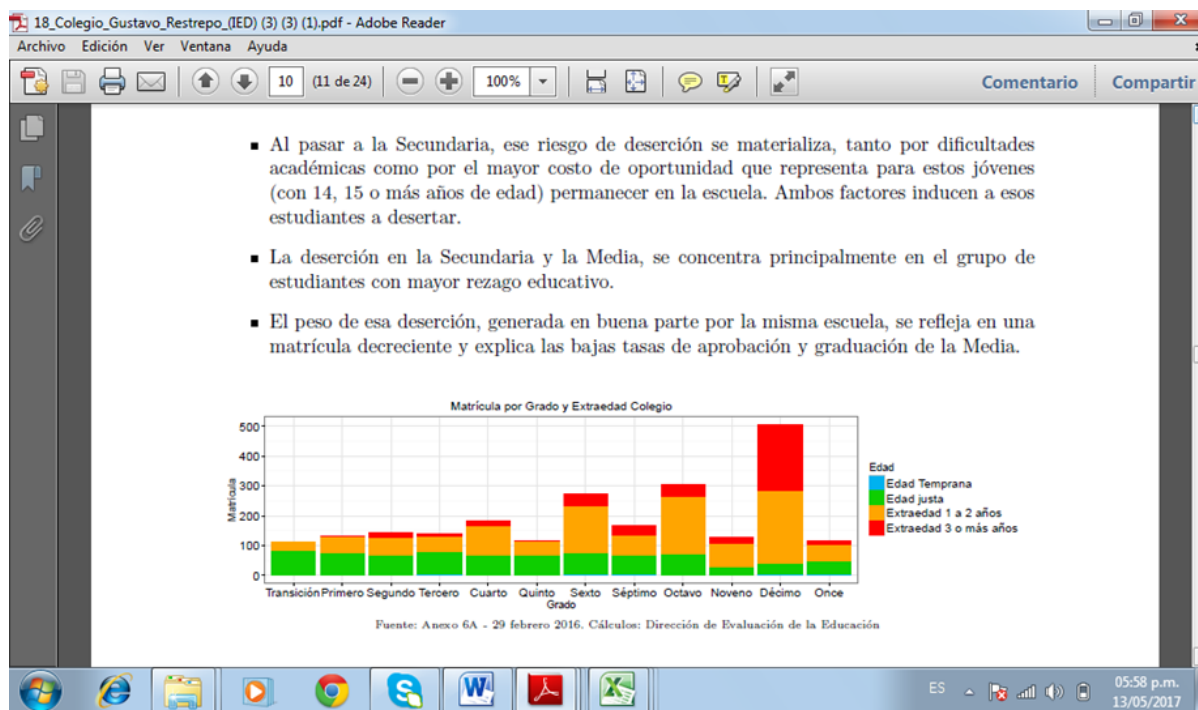 18_Colegio_Gustavo_Restrepo_(IED) (3) (3) (1).pdf - Adobe Reader
Archivo Edición Ver Ventana Ayuda
10 (11 de 24) 100% Comentario Compartir
Al pasar a la Secundaria, ese riesgo de deserción se materializa, tanto por dificultades
académicas como por el mayor costo de oportunidad que representa para estos jóvenes
(con 14, 15 o más años de edad) permanecer en la escuela. Ambos factores inducen a esos
estudiantes a desertar.
La deserción en la Secundaria y la Media, se concentra principalmente en el grupo de
estudiantes con mayor rezago educativo.
El peso de esa deserción, generada en buena parte por la misma escuela, se refleja en una
matrícula decreciente y explica las bajas tasas de aprobación y graduación de la Media.
Matrícula por Grado y Extraedad Colegio
Matrícula
500
400
300
200
100
0
Transición Primero Segundo Tercero Cuarto Quinto Sexto Séptimo Octavo Noveno Décimo Once
Grado
Edad
Edad Temprana
Edad justa
Extraedad 1 a 2 años
Extraedad 3 o más años
Fuente: Anexo 6A - 29 febrero 2016. Cálculos: Dirección de Evaluación de la Educación
ES
05:58 p.m.
13/05/2017